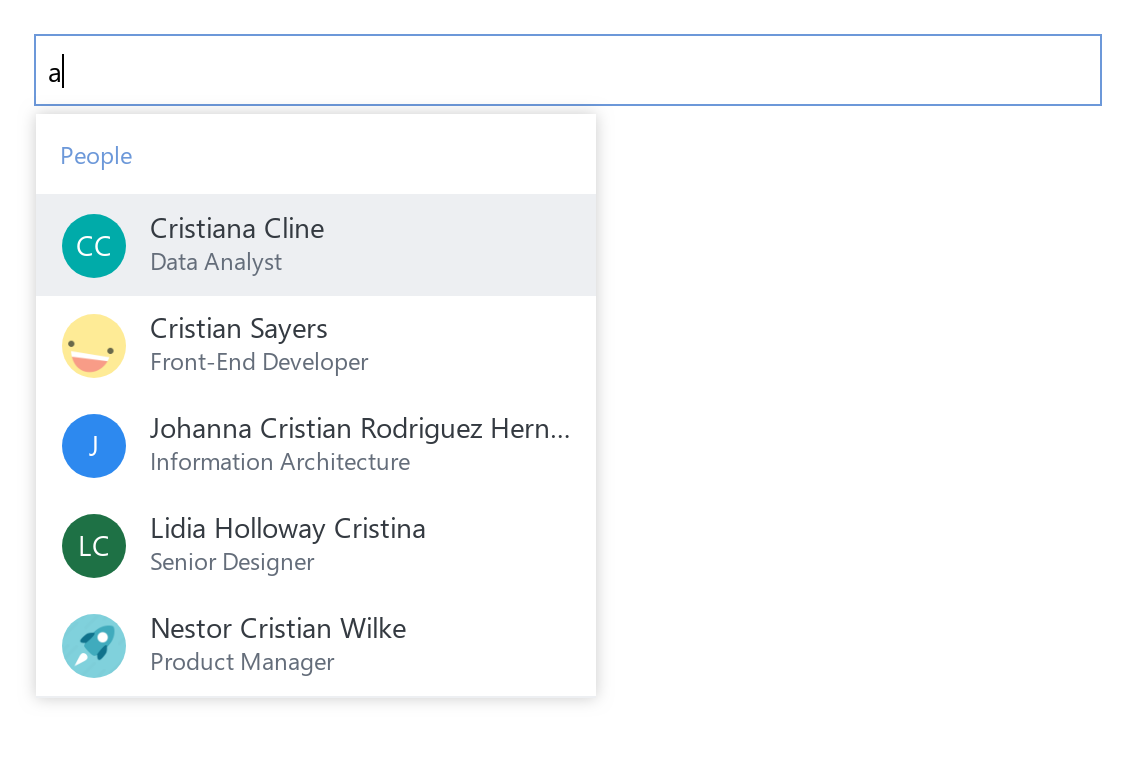 a
People
CC
Cristiana Cline
Data Analyst
Cristian Sayers
Front-End Developer
J
Johanna Cristian Rodriguez Hern...
Information Architecture
LC
Lidia Holloway Cristina
Senior Designer
Nestor Cristian Wilke
Product Manager